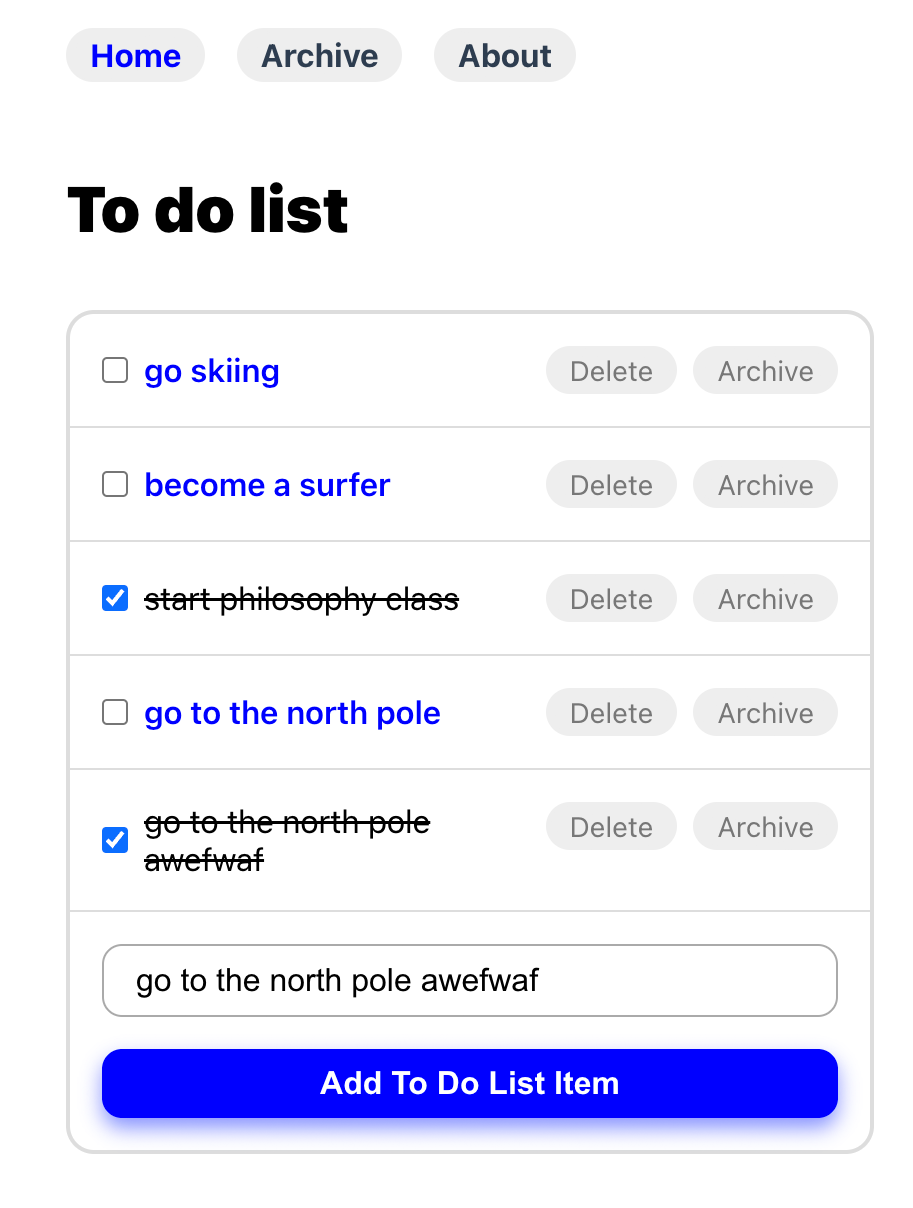 Home Archive About
To do list
go skiing Delete Archive
become a surfer Delete Archive
start philosophy class Delete Archive
go to the north pole Delete Archive
go to the north pole Delete Archive
awefwaf
go to the north pole awefwaf
Add To Do List Item